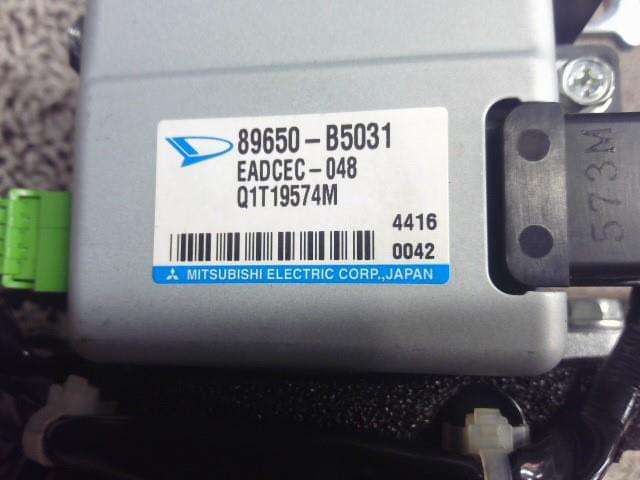 89650-B5031
EADCEC-048
Q1T19574M
4416
0042
MITSUBISHI ELECTRIC CORP.,JAPAN
573M